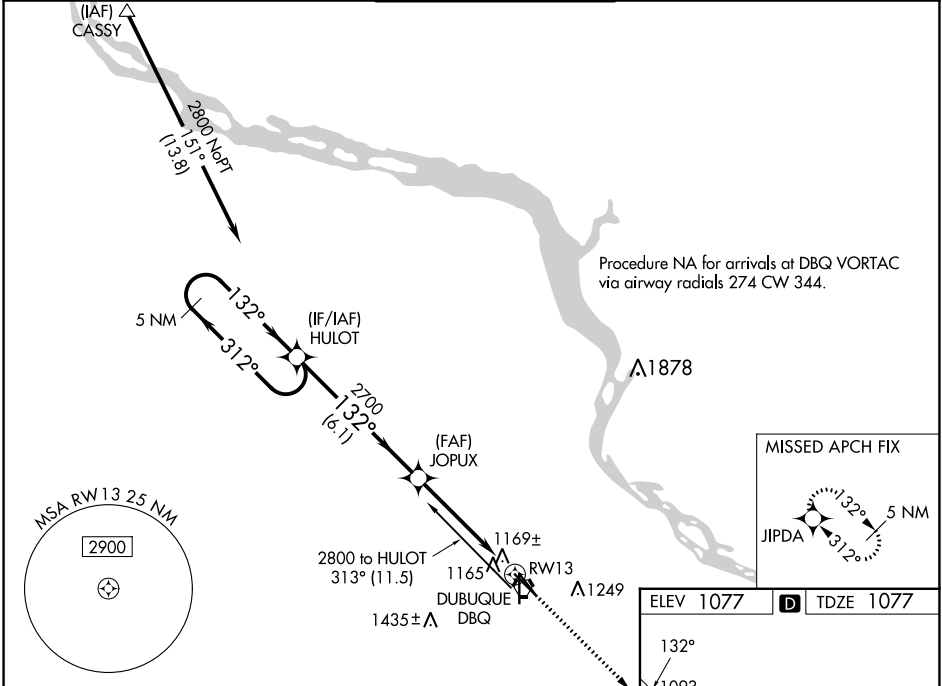 (IAF)
CASSY
2800 NoPT
151°
(13.8)
Procedure NA for arrivals at DBQ VORTAC
via airway radials 274 CW 344.
5 NM
132°
312°
(IF/IAF)
HULOT
1878
2700
132°
(6.1)
(FAF)
JOPUX
MISSED APCH FIX
132°
5 NM
JIPDA
312°
MSA RW13 25 NM
2900
2800 to HULOT
313° (11.5)
1169±
1165
RW13
1249
DUBUQUE
DBQ
1435±
ELEV 1077
D
TDZE 1077
132°
1093